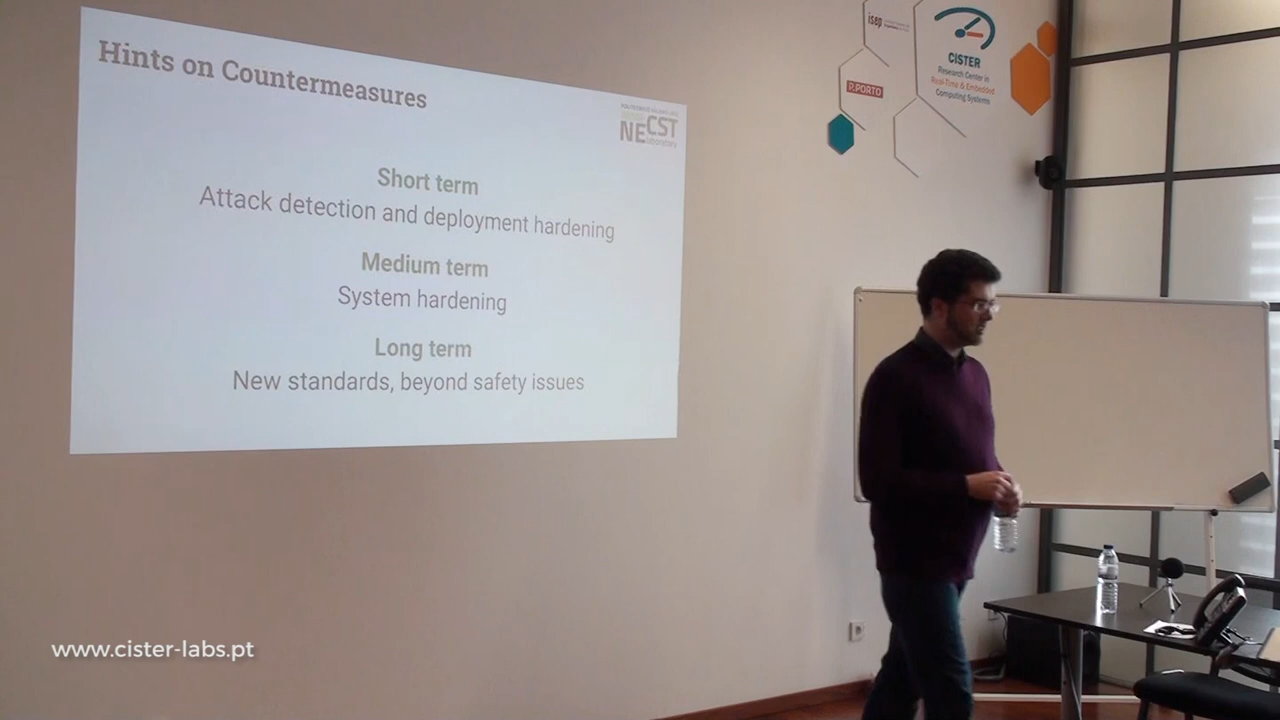 Hints on Countermeasures
NECST
laboratory
Short term
Attack detection and deployment hardening
Medium term
System hardening
Long term
New standards, beyond safety issues
isep
P.PORTO
CISTER
Research Center in
Real-Time & Embedded
Computing Systems
www.cister-labs.pt